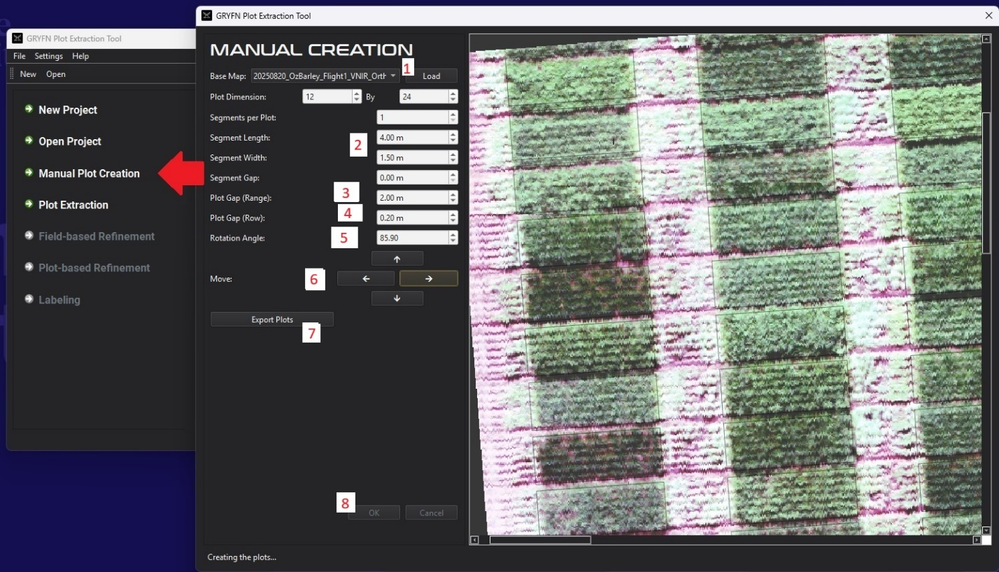 GRYFN Plot Extraction Tool
File Settings Help
New Open
New Project
Open Project
Manual Plot Creation
Plot Extraction
Field-based Refinement
Plot-based Refinement
Labeling
GRYFN Plot Extraction Tool
MANUAL CREATION
Base Map: 20250820_OzBarley_Flight1_VNIR_Orth 1 Load
Plot Dimension: 12 By 24
Segments per Plot: 1
Segment Length: 4.00 m
2
Segment Width: 1.50 m
Segment Gap: 0.00 m
Plot Gap (Range): 3 2.00 m
Plot Gap (Row): 4 0.20 m
Rotation Angle: 5 85.90
Move: 6
Export Plots
7
8
OK Cancel
Creating the plots...